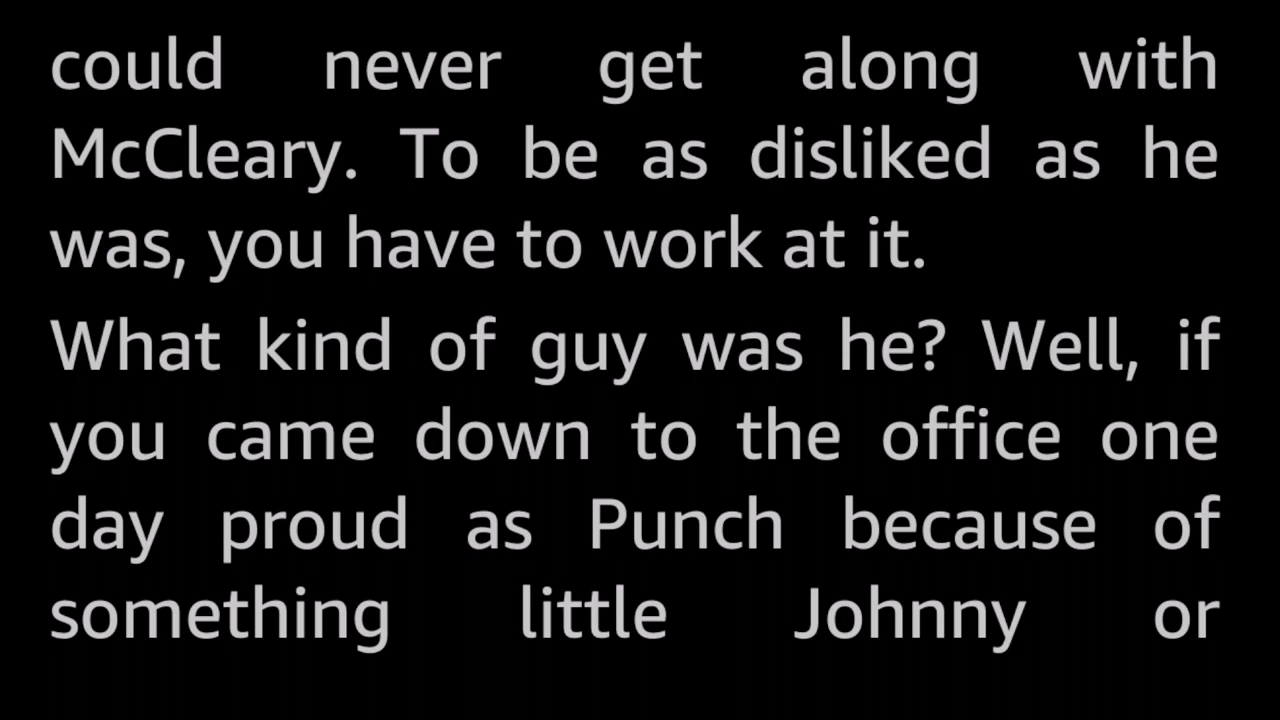 could never get along with
McCleary. To be as disliked as he
was, you have to work at it.
What kind of guy was he? Well, if
you came down to the office one
day proud as Punch because of
something little Johnny or